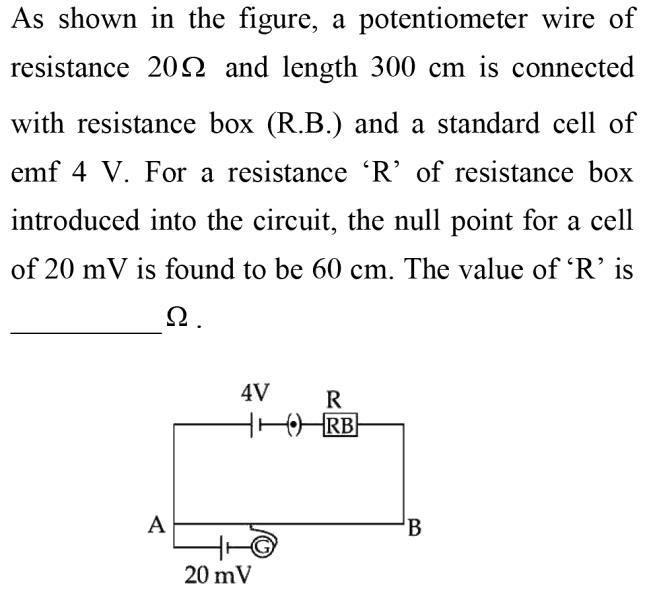 As shown in the figure, a potentiometer wire of
resistance 20Ω and length 300 cm is connected
with resistance box (R.B.) and a standard cell of
emf 4 V. For a resistance ‘R’ of resistance box
introduced into the circuit, the null point for a cell
of 20 mV is found to be 60 cm. The value of ‘R’ is
__________ Ω .
4V
R
RB
A
B
G
20 mV